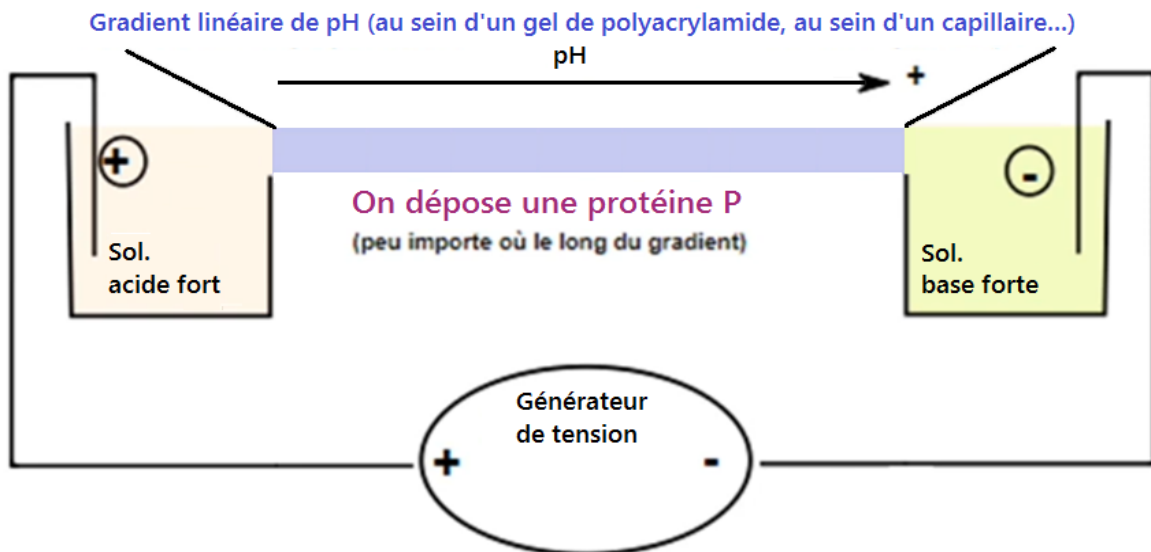 Gradient linéaire de pH (au sein d'un gel de polyacrylamide, au sein d'un capillaire...)
pH
+
+
-
On dépose une protéine P
(peu importe où le long du gradient)
Sol.
acide fort
Sol.
base forte
Générateur
de tension
+ -